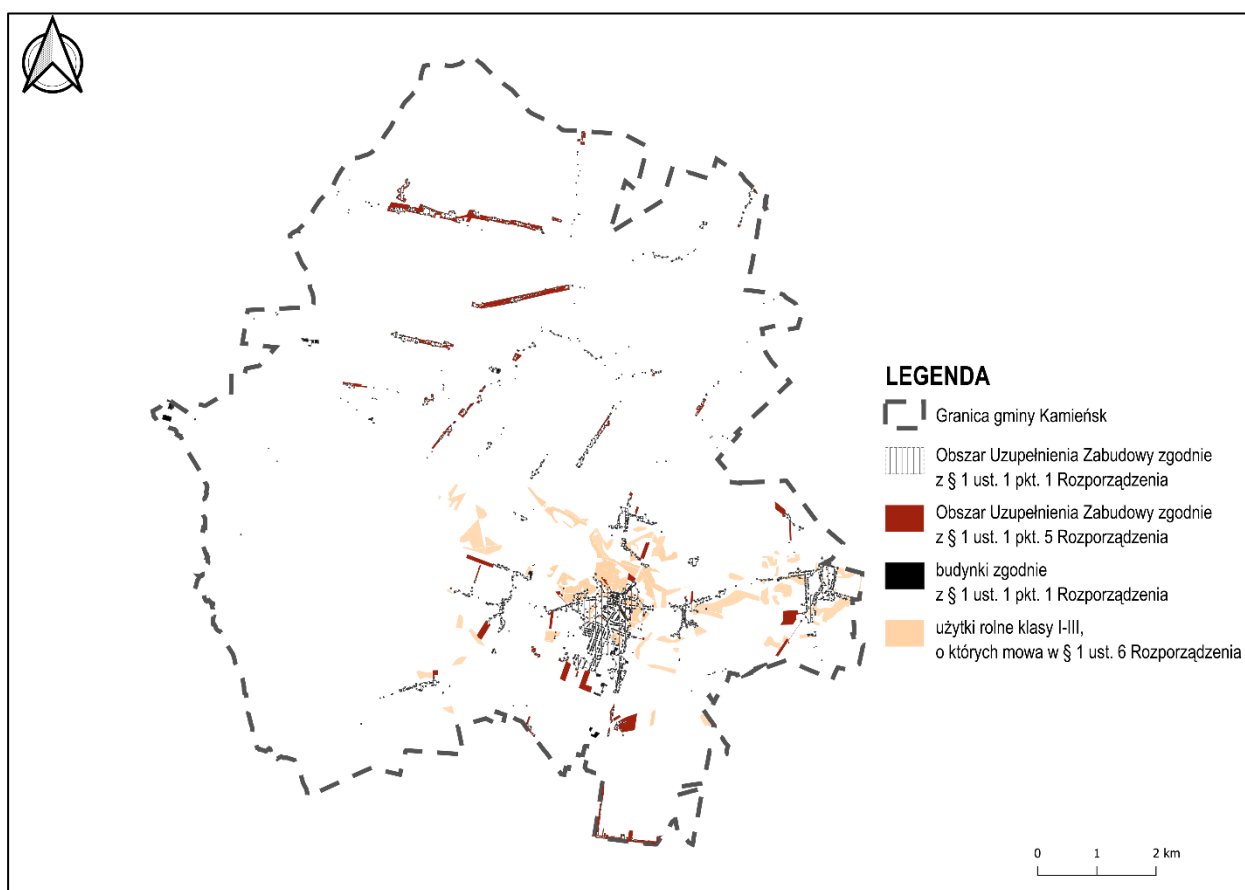 LEGENDA
Granica gminy Kamieńsk
Obszar Uzupełnienia Zabudowy zgodnie
z § 1 ust. 1 pkt. 1 Rozporządzenia
Obszar Uzupełnienia Zabudowy zgodnie
z § 1 ust. 1 pkt. 5 Rozporządzenia
budynki zgodnie
z § 1 ust. 1 pkt. 1 Rozporządzenia
użytki rolne klasy I-III,
o których mowa w § 1 ust. 6 Rozporządzenia
0 1 2 km